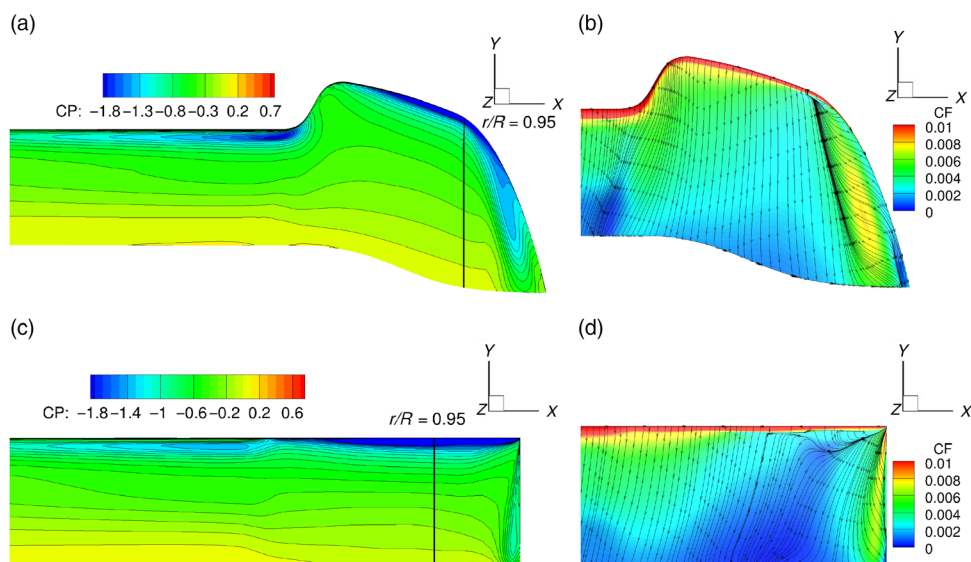 (a)
CP: −1.8 −1.3 −0.8 −0.3 0.2 0.7
Y
Z X
r/R = 0.95
(b)
Y
Z X
CF
0.01
0.008
0.006
0.004
0.002
0
(c)
CP: −1.8 −1.4 −1 −0.6 −0.2 0.2 0.6
r/R = 0.95
Y
Z X
(d)
Y
Z X
CF
0.01
0.008
0.006
0.004
0.002
0